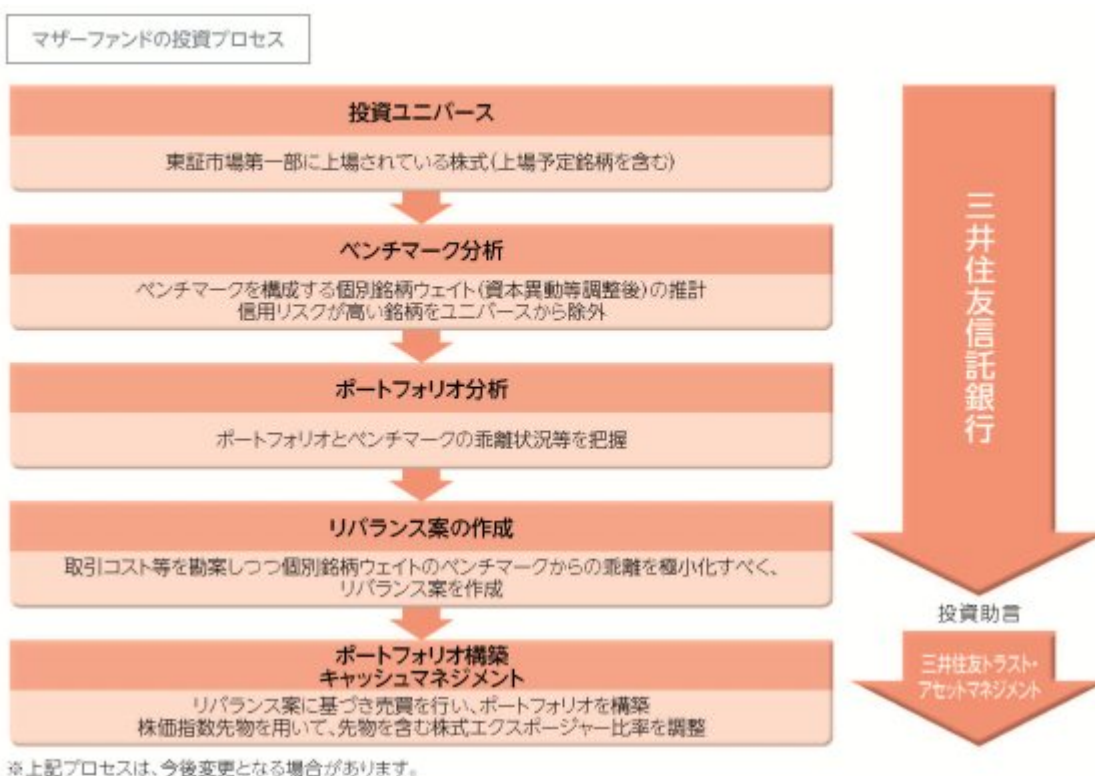 マザーファンドの投資プロセス
投資ユニバース
東証市場第一部に上場されている株式(上場予定銘柄を含む)
ベンチマーク分析
ベンチマークを構成する個別銘柄ウェイト(資本異動等調整後)の推計
信用リスクが高い銘柄をユニバースから除外
ポートフォリオ分析
ポートフォリオとベンチマークの乖離状況等を把握
リバランス案の作成
取引コスト等を勘案しつつ個別銘柄ウェイトのベンチマークからの乖離を極小化すべく、
リバランス案を作成
ポートフォリオ構築
キャッシュマネジメント
リバランス案に基づき売買を行い、ポートフォリオを構築
株価指数先物を用いて、先物を含む株式エクスポージャー比率を調整
三井住友信託銀行
投資助言
三井住友トラスト・
アセットマネジメント
※上記プロセスは、今後変更となる場合があります。